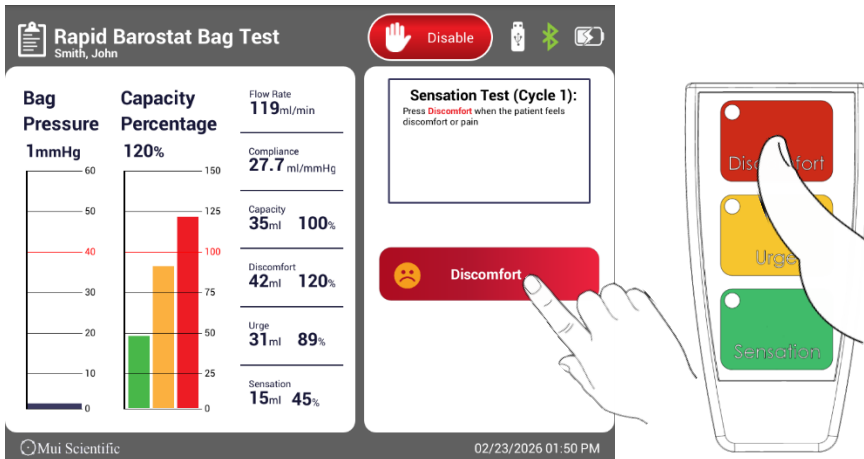 Rapid Barostat Bag Test
Smith, John
Disable
Bag
Pressure
1mmHg
60
50
40
30
20
10
0
Capacity
Percentage
120%
150
125
100
75
50
25
0
Flow Rate
119ml/min
Compliance
27.7 ml/mmHg
Capacity
35ml 100%
Discomfort
42ml 120%
Urge
31ml 89%
Sensation
15ml 45%
Sensation Test (Cycle 1):
Press Discomfort when the patient feels
discomfort or pain
Discomfort
Mui Scientific
02/23/2026 01:50 PM
Urge
Sensation